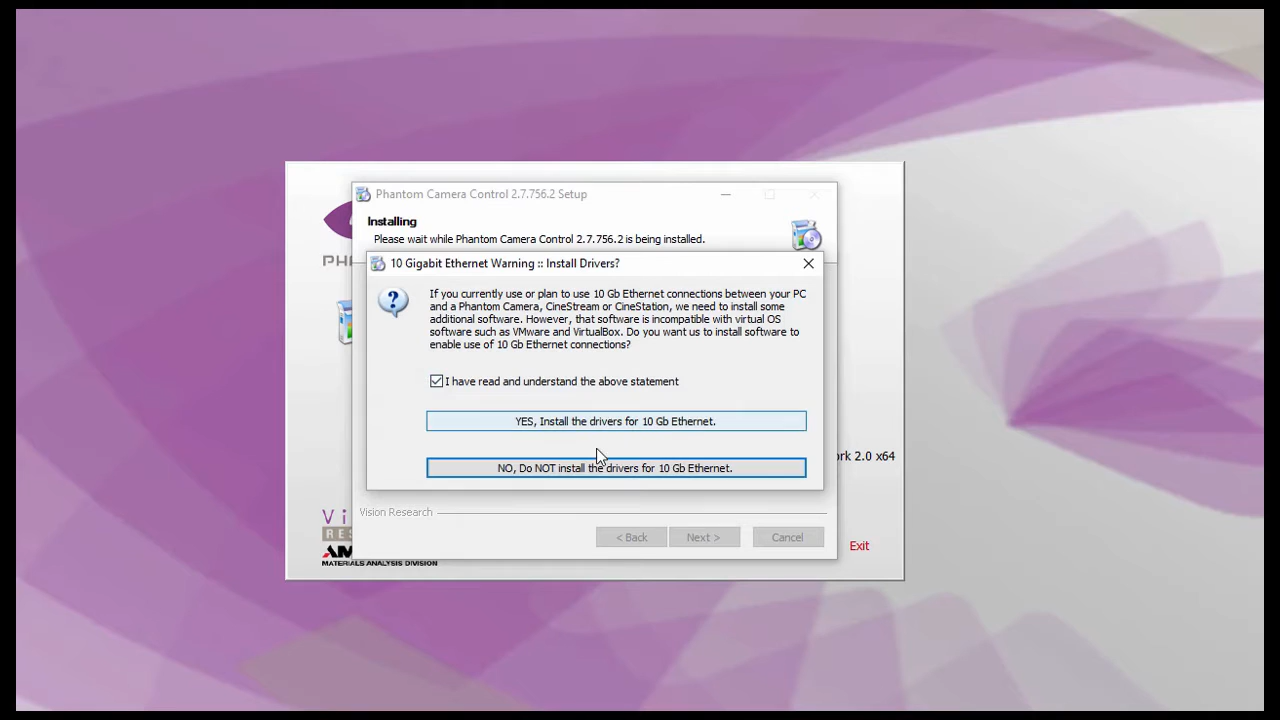 Phantom Camera Control 2.7.756.2 Setup
Installing
Please wait while Phantom Camera Control 2.7.756.2 is being installed.
PH
10 Gigabit Ethernet Warning :: Install Drivers?
If you currently use or plan to use 10 Gb Ethernet connections between your PC
and a Phantom Camera, CineStream or CineStation, we need to install some
additional software. However, that software is incompatible with virtual OS
software such as VMware and VirtualBox. Do you want us to install software to
enable use of 10 Gb Ethernet connections?
I have read and understand the above statement
YES, Install the drivers for 10 Gb Ethernet.
NO, Do NOT install the drivers for 10 Gb Ethernet.
rk 2.0 x64
Vision Research
< Back
Next >
Cancel
Exit
Vi
RES
AM
MATERIALS ANALYSIS DIVISION